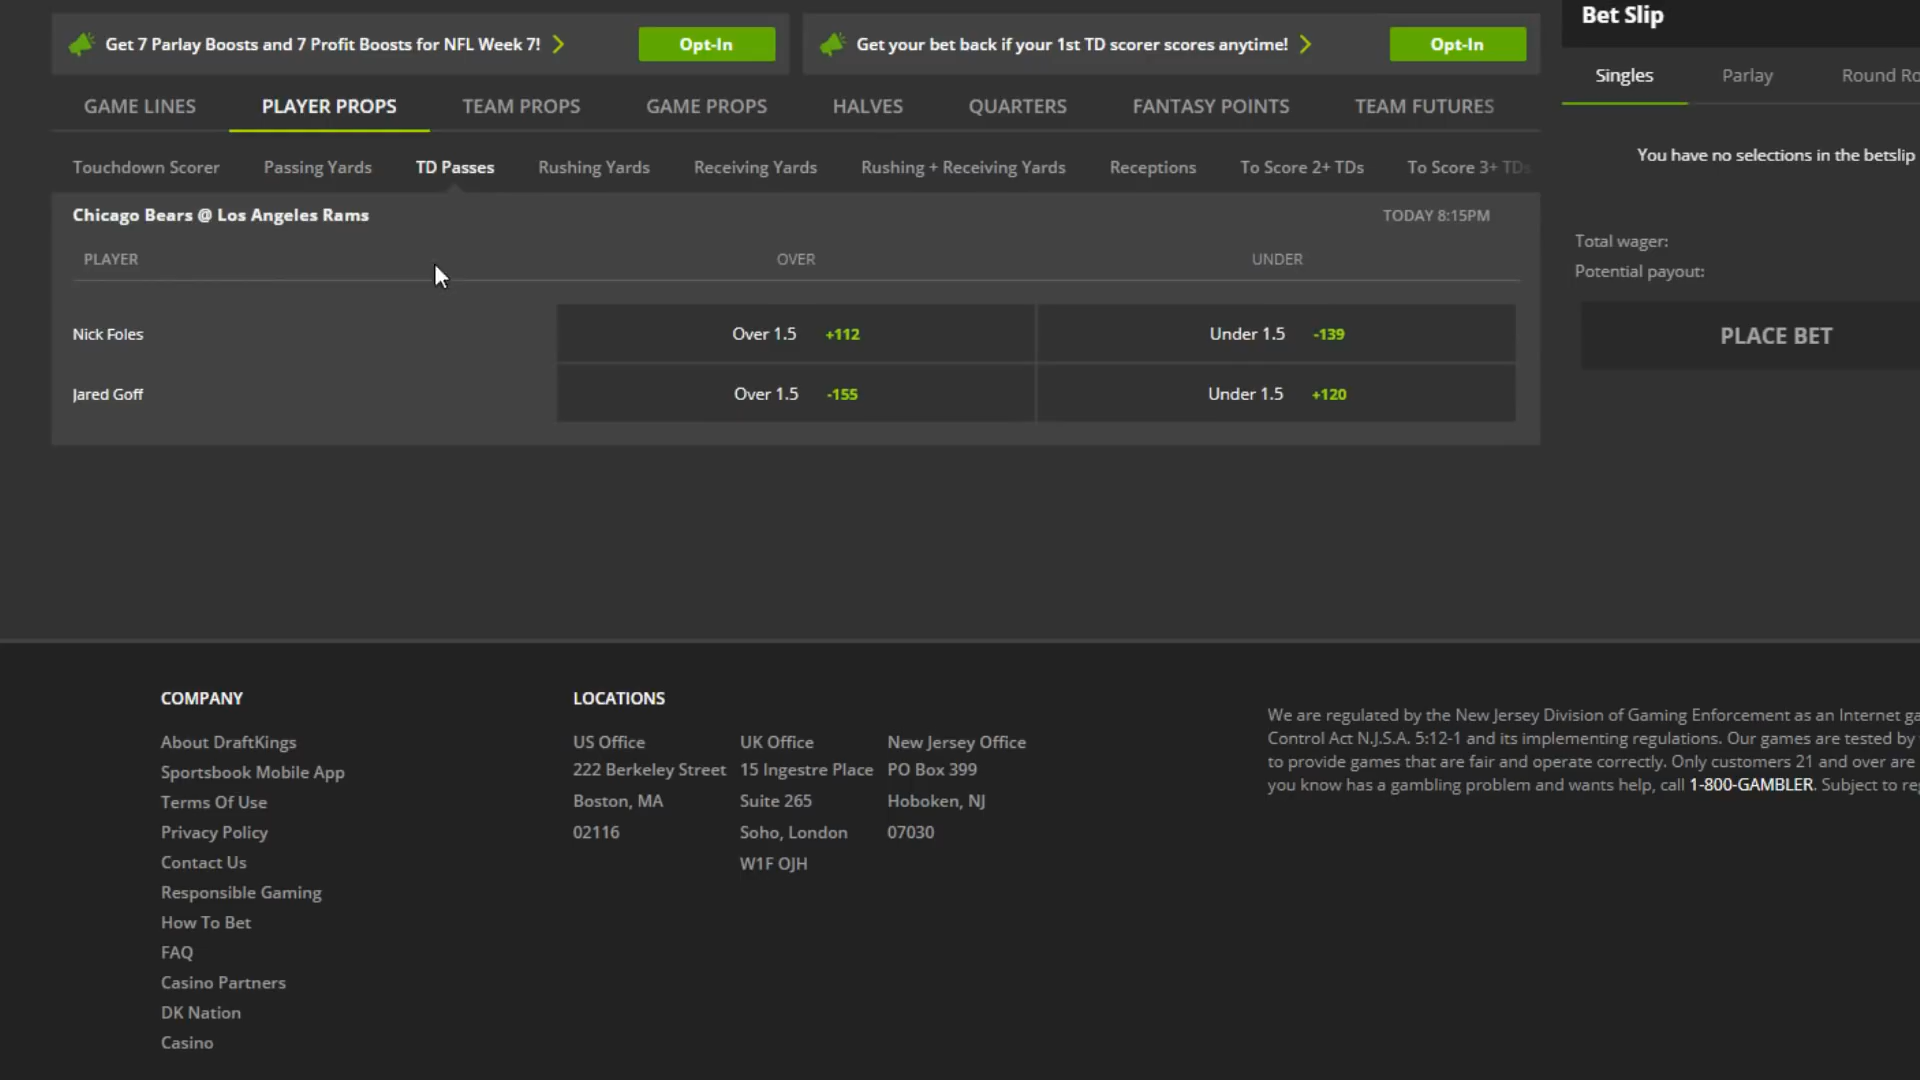 Bet Slip
Get 7 Parlay Boosts and 7 Profit Boosts for NFL Week 7! Opt-In
Get your bet back if your 1st TD scorer scores anytime! Opt-In
Singles Parlay Round Ro
GAME LINES PLAYER PROPS TEAM PROPS GAME PROPS HALVES QUARTERS FANTASY POINTS TEAM FUTURES
You have no selections in the betslip
Touchdown Scorer Passing Yards TD Passes Rushing Yards Receiving Yards Rushing + Receiving Yards Receptions To Score 2+ TDs To Score 3+ TDs
Chicago Bears @ Los Angeles Rams TODAY 8:15PM
PLAYER OVER UNDER
Nick Foles Over 1.5 +112 Under 1.5 -139
Jared Goff Over 1.5 -155 Under 1.5 +120
Total wager:
Potential payout:
PLACE BET
COMPANY
About DraftKings
Sportsbook Mobile App
Terms Of Use
Privacy Policy
Contact Us
Responsible Gaming
How To Bet
FAQ
Casino Partners
DK Nation
Casino
LOCATIONS
US Office
222 Berkeley Street
Boston, MA
02116
UK Office
15 Ingestre Place
Suite 265
Soho, London
W1F OJH
New Jersey Office
PO Box 399
Hoboken, NJ
07030
We are regulated by the New Jersey Division of Gaming Enforcement as an Internet ga
Control Act N.J.S.A. 5:12-1 and its implementing regulations. Our games are tested by
to provide games that are fair and operate correctly. Only customers 21 and over are
you know has a gambling problem and wants help, call 1-800-GAMBLER. Subject to reg